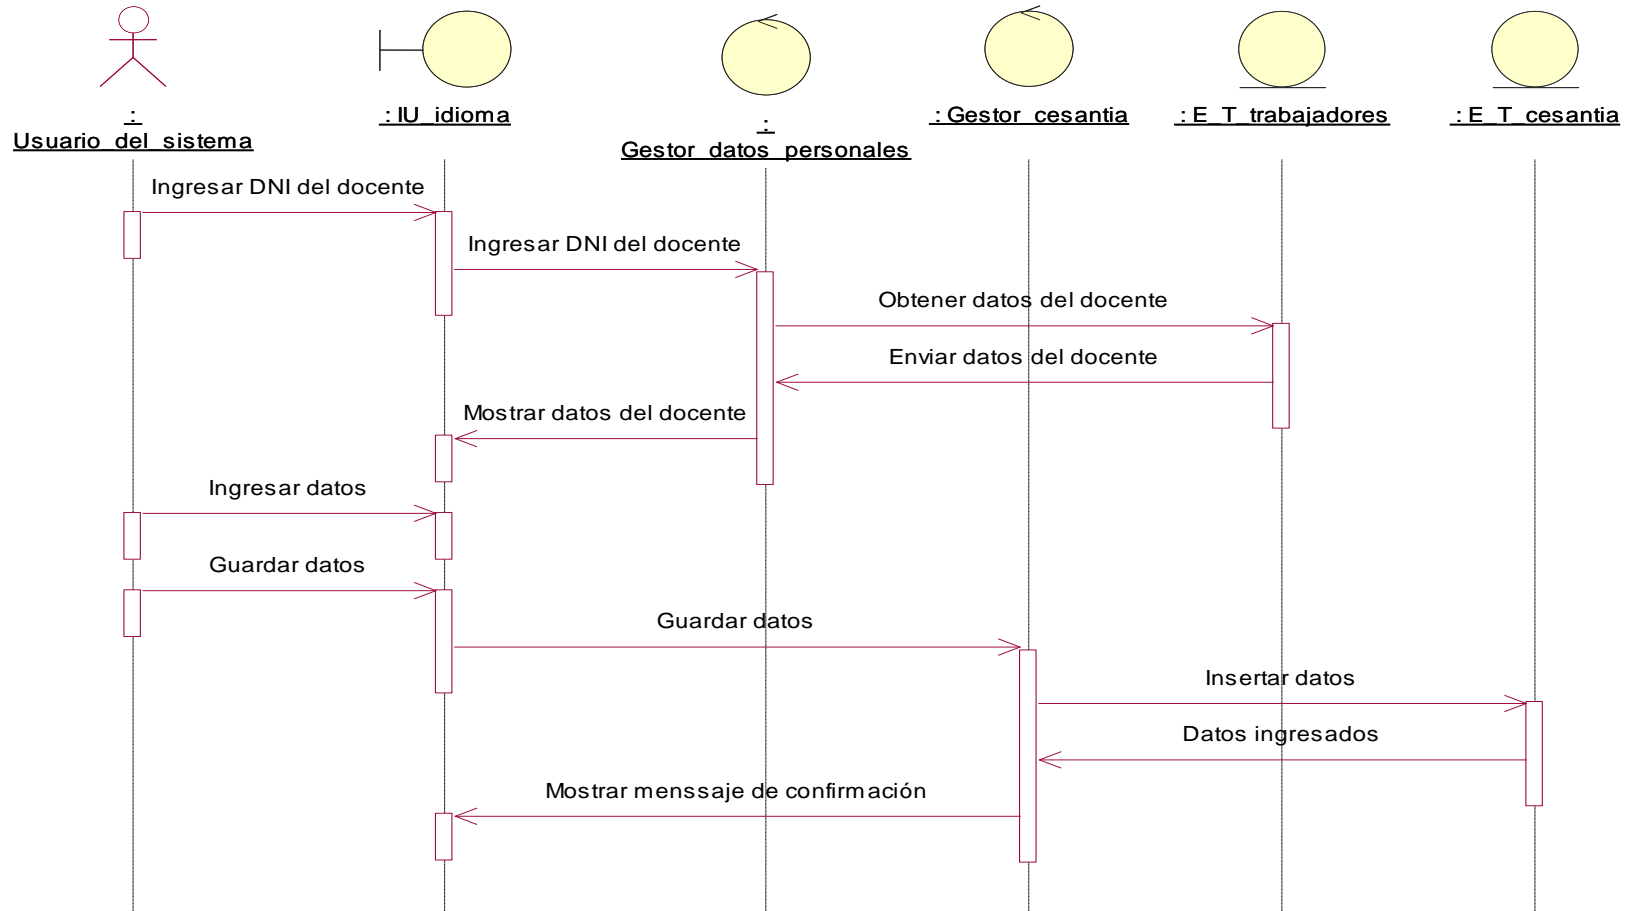 :
Usuario_del_sistema
: IU_idioma
:
Gestor_datos_personales
: Gestor_cesantia
: E_T_trabajadores
: E_T_cesantia
Ingresar DNI del docente
Ingresar DNI del docente
Obtener datos del docente
Enviar datos del docente
Mostrar datos del docente
Ingresar datos
Guardar datos
Guardar datos
Insertar datos
Datos ingresados
Mostrar menssaje de confirmación